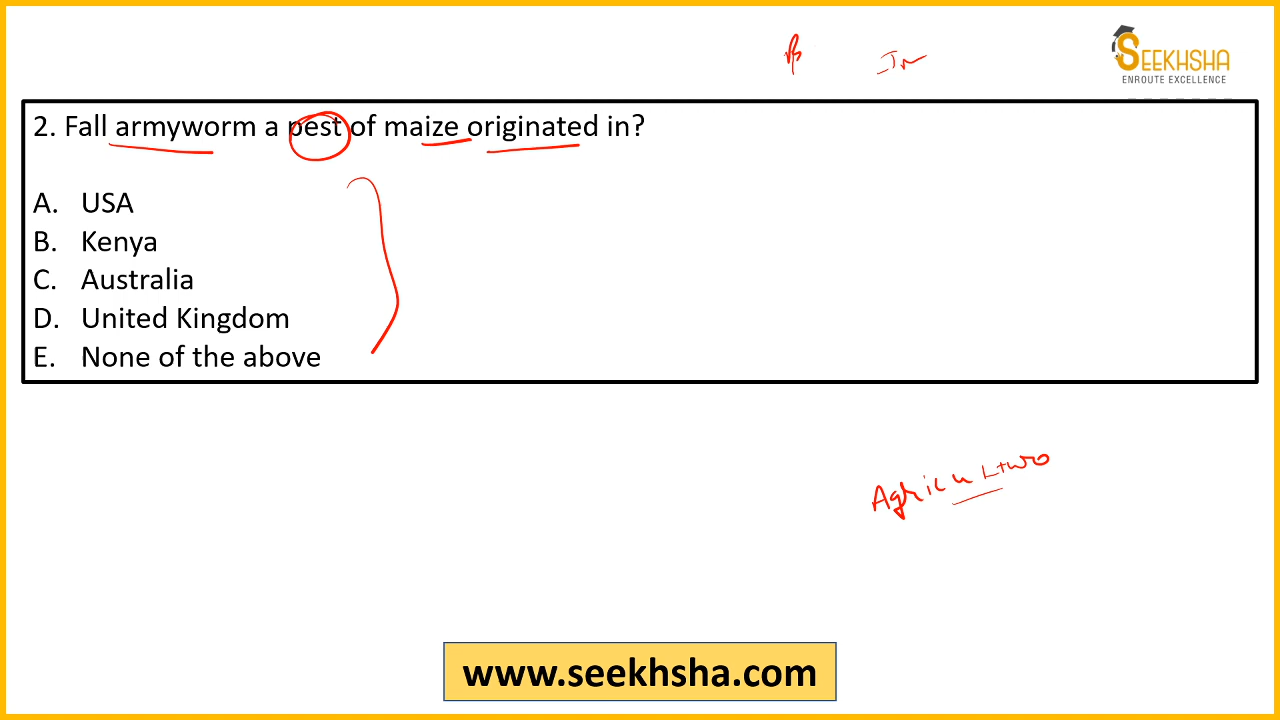 SEEKHSHA
ENROUTE EXCELLENCE
2. Fall armyworm a pest of maize originated in?
A. USA
B. Kenya
C. Australia
D. United Kingdom
E. None of the above
www.seekhsha.com